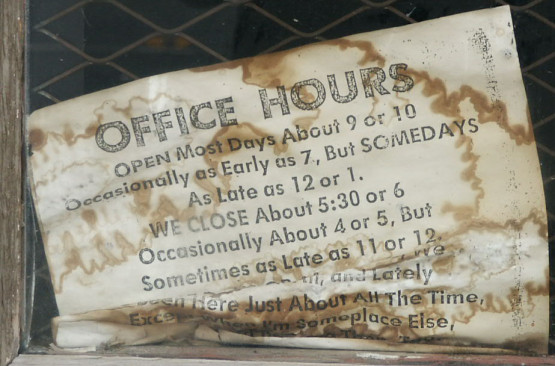 OFFICE HOURS
OPEN Most Days About 9 or 10
Occasionally as Early as 7, But SOMEDAYS
As Late as 12 or 1.
WE CLOSE About 5:30 or 6
Occasionally About 4 or 5, But
Sometimes as Late as 11 or 12.
We
and Lately
Here Just About All The Time,
I'm Someplace Else,